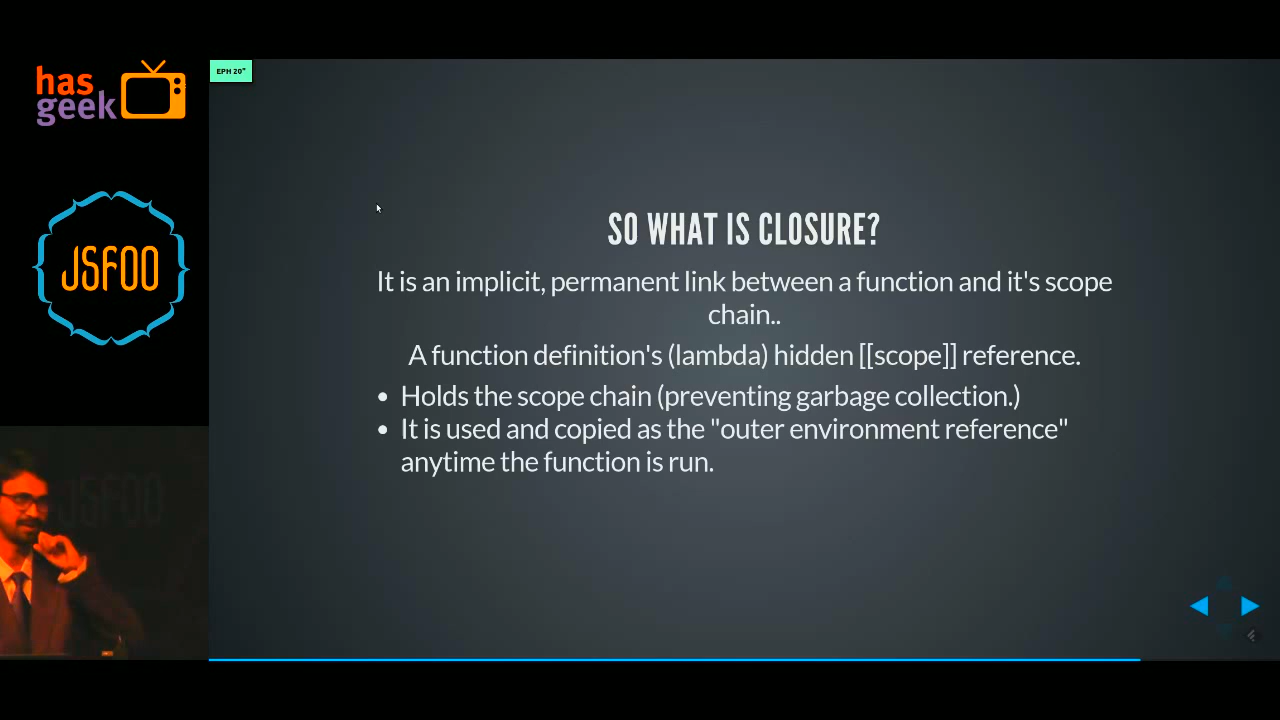 has
geek
EPH 20"
JSFOO
JSFOO
SO WHAT IS CLOSURE?
It is an implicit, permanent link between a function and it's scope
chain..
A function definition's (lambda) hidden [[scope]] reference.
Holds the scope chain (preventing garbage collection.)
It is used and copied as the "outer environment reference"
anytime the function is run.